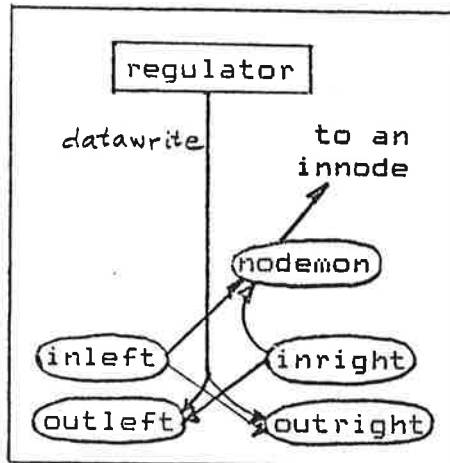 regulator
datawrite
to an
innode
nodemon
inleft
inright
outleft
outright